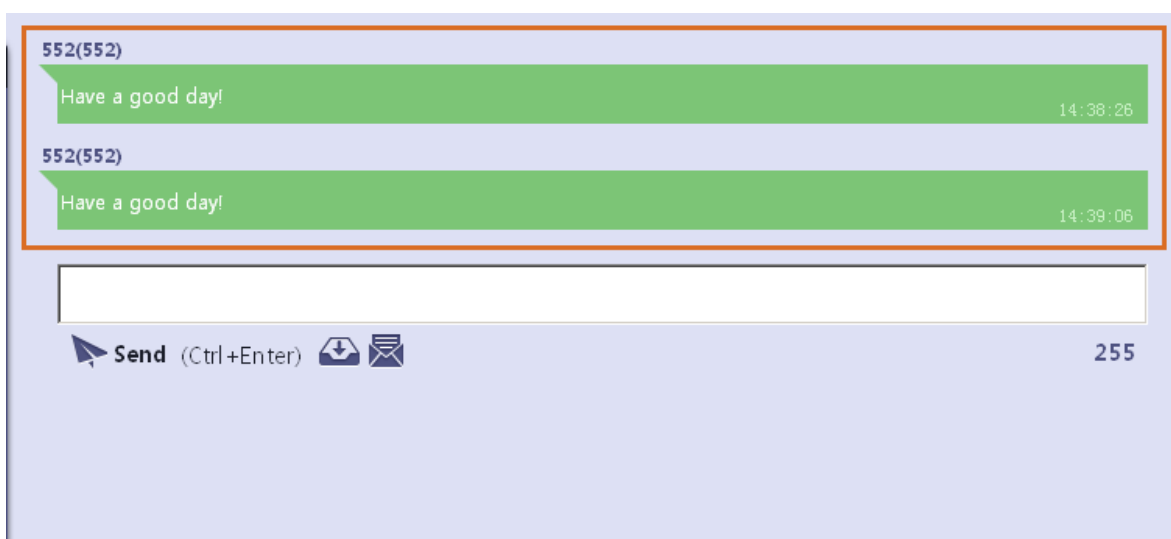 552(552)
Have a good day!
14:38:26
552(552)
Have a good day!
14:39:06
Send (Ctrl+Enter) 255